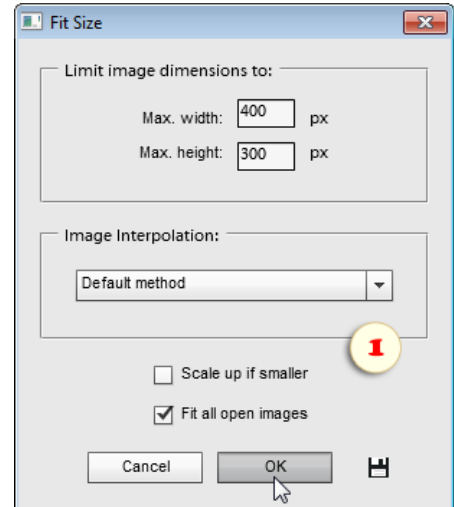 Fit Size
Limit image dimensions to:
Max. width: 400 px
Max. height: 300 px
Image Interpolation:
Default method
1
Scale up if smaller
Fit all open images
Cancel OK